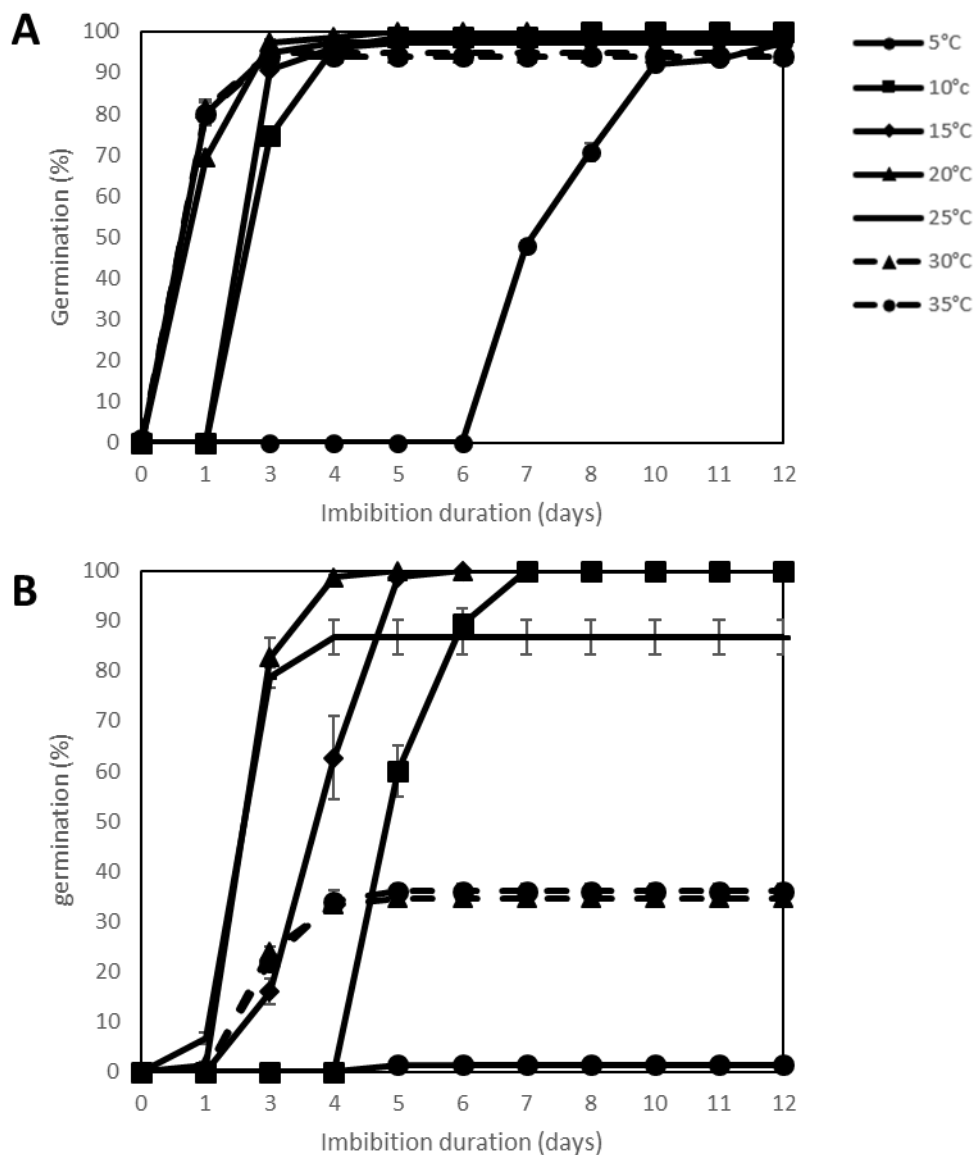 A
100
90
80
70
60
50
40
30
20
10
0
Germination (%)
0 1 3 4 5 6 7 8 10 11 12
Imbibition duration (days)
5°C
10°c
15°C
20°C
25°C
30°C
35°C
B
100
90
80
70
60
50
40
30
20
10
0
germination (%)
0 1 3 4 5 6 7 8 10 11 12
Imbibition duration (days)